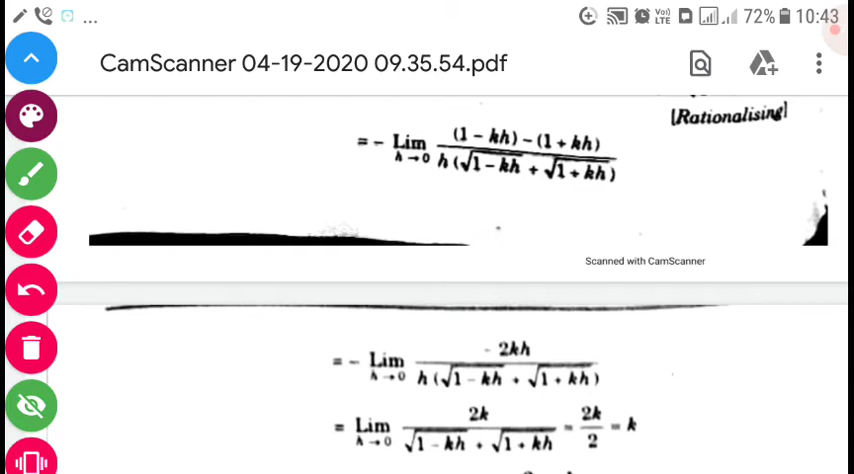 ... Vo) LTE 72% 10:43
CamScanner 04-19-2020 09.35.54.pdf
[Rationalising]
= - Lim h→0 (1 - kh) - (1 + kh) / h (√1 - kh + √1 + kh)
Scanned with CamScanner
= - Lim h→0 - 2kh / h (√1 - kh + √1 + kh)
= Lim h→0 2k / √1 - kh + √1 + kh = 2k / 2 = k